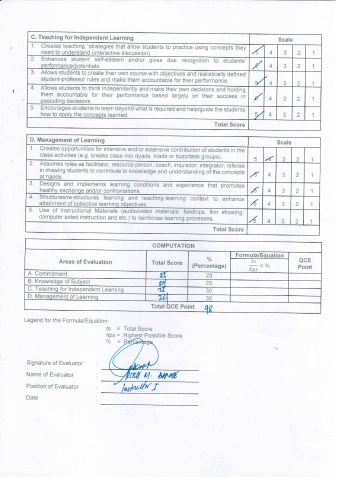 C. Teaching for Independent Learning Scale
1. Creates teaching strategies that allow students to practice using concepts they need to understand (interactive discussion). 5 4 3 2 1
2. Enhances student self-esteem and/or gives due recognition to students' performance/potentials. 5 4 3 2 1
3. Allows students to create their own course with objectives and realistically defined student-professor rules and make them accountable for their performance. 5 4 3 2 1
4. Allows students to think independently and make their own decisions and holding them accountable for their performance based largely on their success in executing decisions. 5 4 3 2 1
5. Encourages students to learn beyond what is required and help/guide the students how to apply the concepts learned. 5 4 3 2 1
Total Score
D. Management of Learning Scale
1. Creates opportunities for intensive and/or extensive contribution of students in the class activities (e.g. breaks class into dyads, triads or buzz/task groups). 5 4 3 2 1
2. Assumes roles as facilitator, resource person, coach, inquisitor, integrator, referee in drawing students to contribute to knowledge and understanding of the concepts at hands. 5 4 3 2 1
3. Designs and implements learning conditions and experience that promotes healthy exchange and/or confrontations. 5 4 3 2 1
4. Structures/re-structures learning and teaching-learning context to enhance attainment of collective learning objectives. 5 4 3 2 1
5. Use of Instructional Materials (audio/video materials: fieldtrips, film showing, computer aided instruction and etc.) to reinforces learning processes. 5 4 3 2 1
Total Score
COMPUTATION
Areas of Evaluation Total Score % (Percentage) Formula/Equation ts/hps x % QCE Point
A. Commitment 20
B. Knowledge of Subject 20
C. Teaching for Independent Learning 30
D. Management of Learning 30
Total QCE Point 98
Legend for the Formula/Equation:
ts = Total Score
hps = Highest Possible Score
% = Percentage
Signature of Evaluator
Name of Evaluator
Position of Evaluator Instructor I
Date